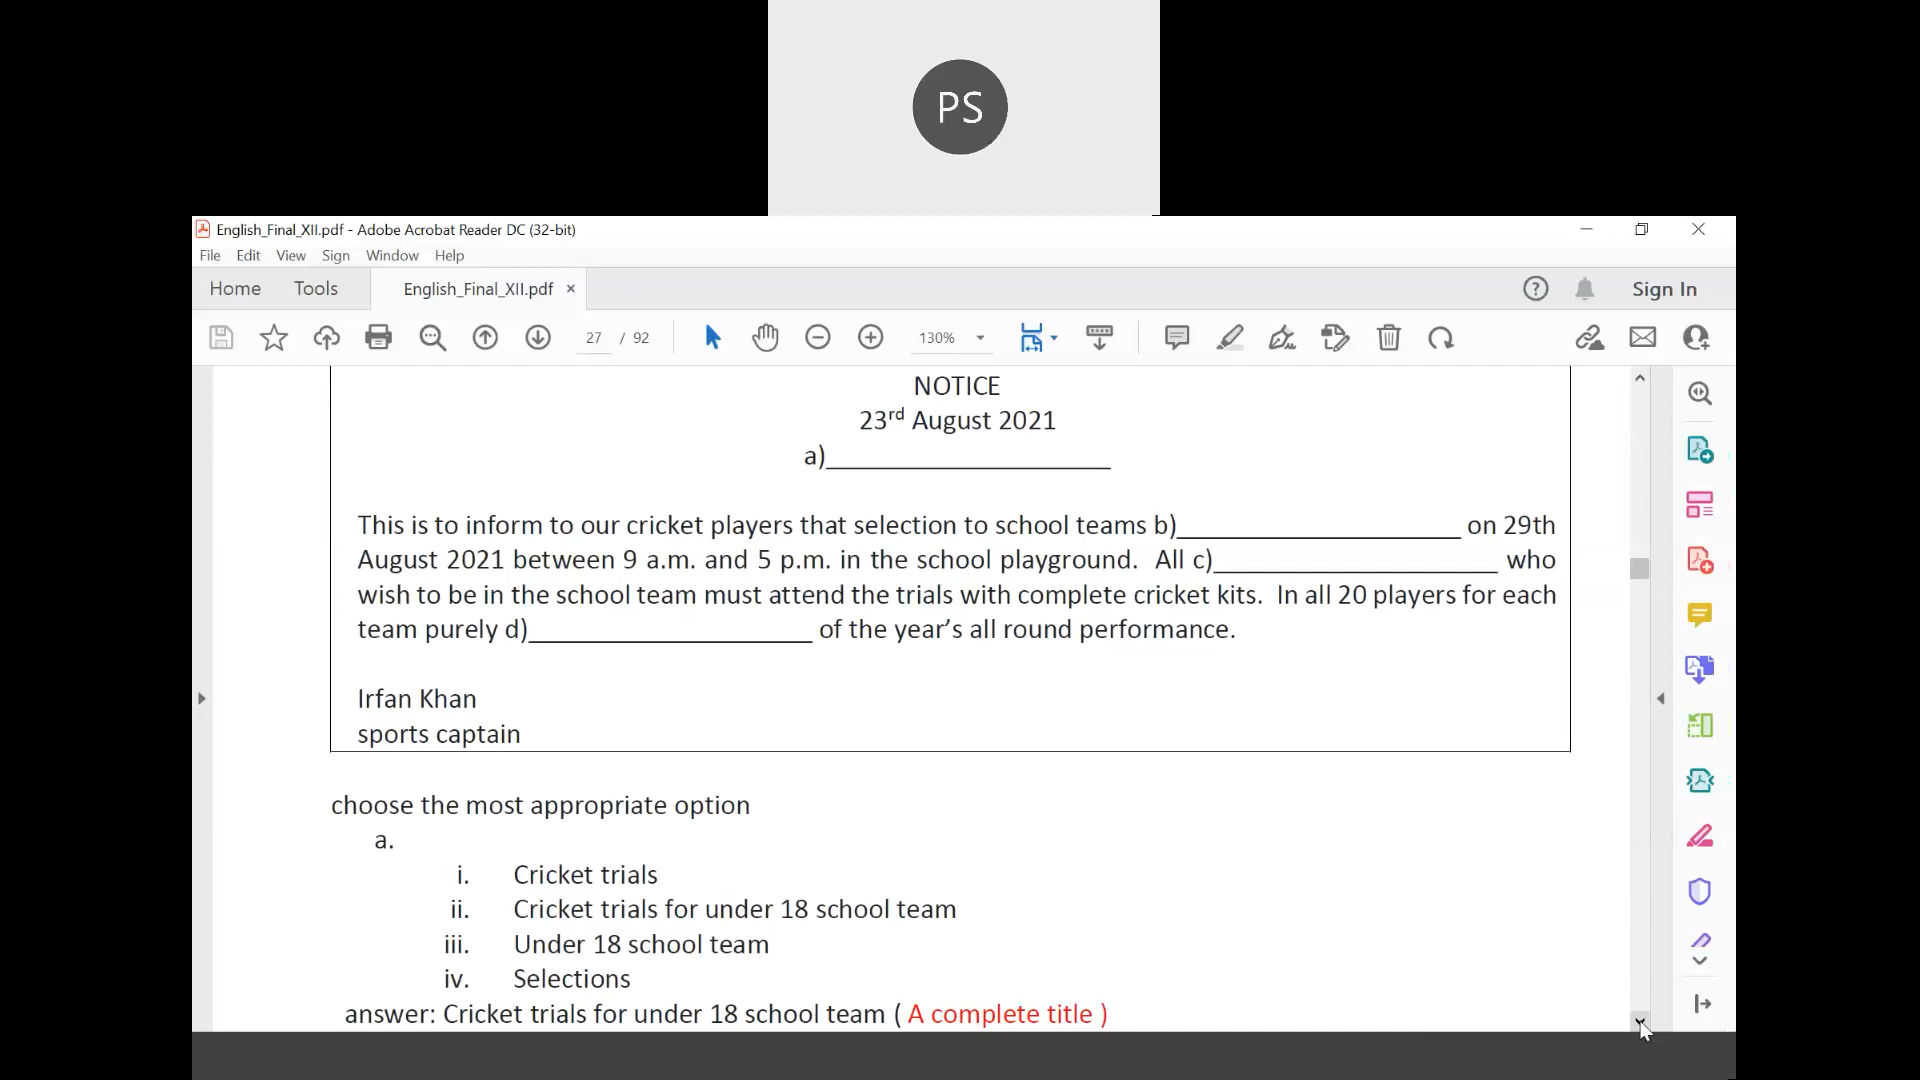 PS
English_Final_XII.pdf - Adobe Acrobat Reader DC (32-bit)
File Edit View Window Help
Home Tools English_Final_XII.pdf × Sign In
27 / 92 130%
NOTICE
23rd August 2021
a)____________________
This is to inform to our cricket players that selection to school teams b)____________________ on 29th
August 2021 between 9 a.m. and 5 p.m. in the school playground. All c)____________________ who
wish to be in the school team must attend the trials with complete cricket kits. In all 20 players for each
team purely d)____________________ of the year’s all round performance.
Irfan Khan
sports captain
choose the most appropriate option
a.
i. Cricket trials
ii. Cricket trials for under 18 school team
iii. Under 18 school team
iv. Selections
answer: Cricket trials for under 18 school team ( A complete title )